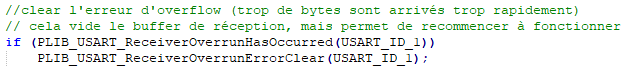 //clear l'erreur d'overflow (trop de bytes sont arrivés trop rapidement)
// cela vide le buffer de réception, mais permet de recommencer à fonctionner
if (PLIB_USART_ReceiverOverrunHasOccurred(USART_ID_1))
    PLIB_USART_ReceiverOverrunErrorClear(USART_ID_1);